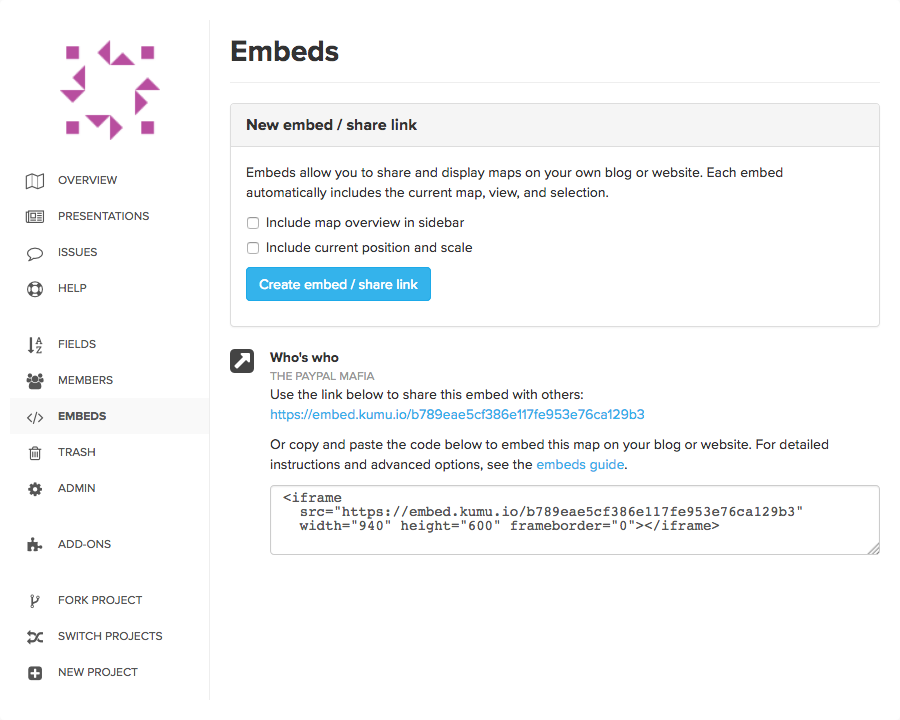 OVERVIEW
PRESENTATIONS
ISSUES
HELP
FIELDS
MEMBERS
EMBEDS
TRASH
ADMIN
ADD-ONS
FORK PROJECT
SWITCH PROJECTS
NEW PROJECT
Embeds
New embed / share link
Embeds allow you to share and display maps on your own blog or website. Each embed
automatically includes the current map, view, and selection.
Include map overview in sidebar
Include current position and scale
Create embed / share link
Who's who
THE PAYPAL MAFIA
Use the link below to share this embed with others:
https://embed.kumu.io/b789eae5cf386e117fe953e76ca129b3
Or copy and paste the code below to embed this map on your blog or website. For detailed
instructions and advanced options, see the embeds guide.
<iframe
src="https://embed.kumu.io/b789eae5cf386e117fe953e76ca129b3"
width="940" height="600" frameborder="0"></iframe>